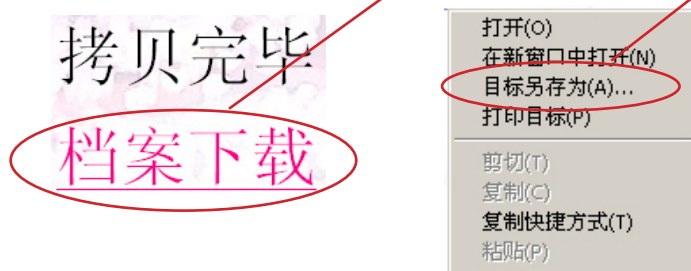 拷贝完毕
档案下载。
打开(O)
在新窗口中打开(N)
目标另存为(A)...
打印目标(P)
剪切(T)
复制(C)
复制快捷方式(T)
粘贴(P)